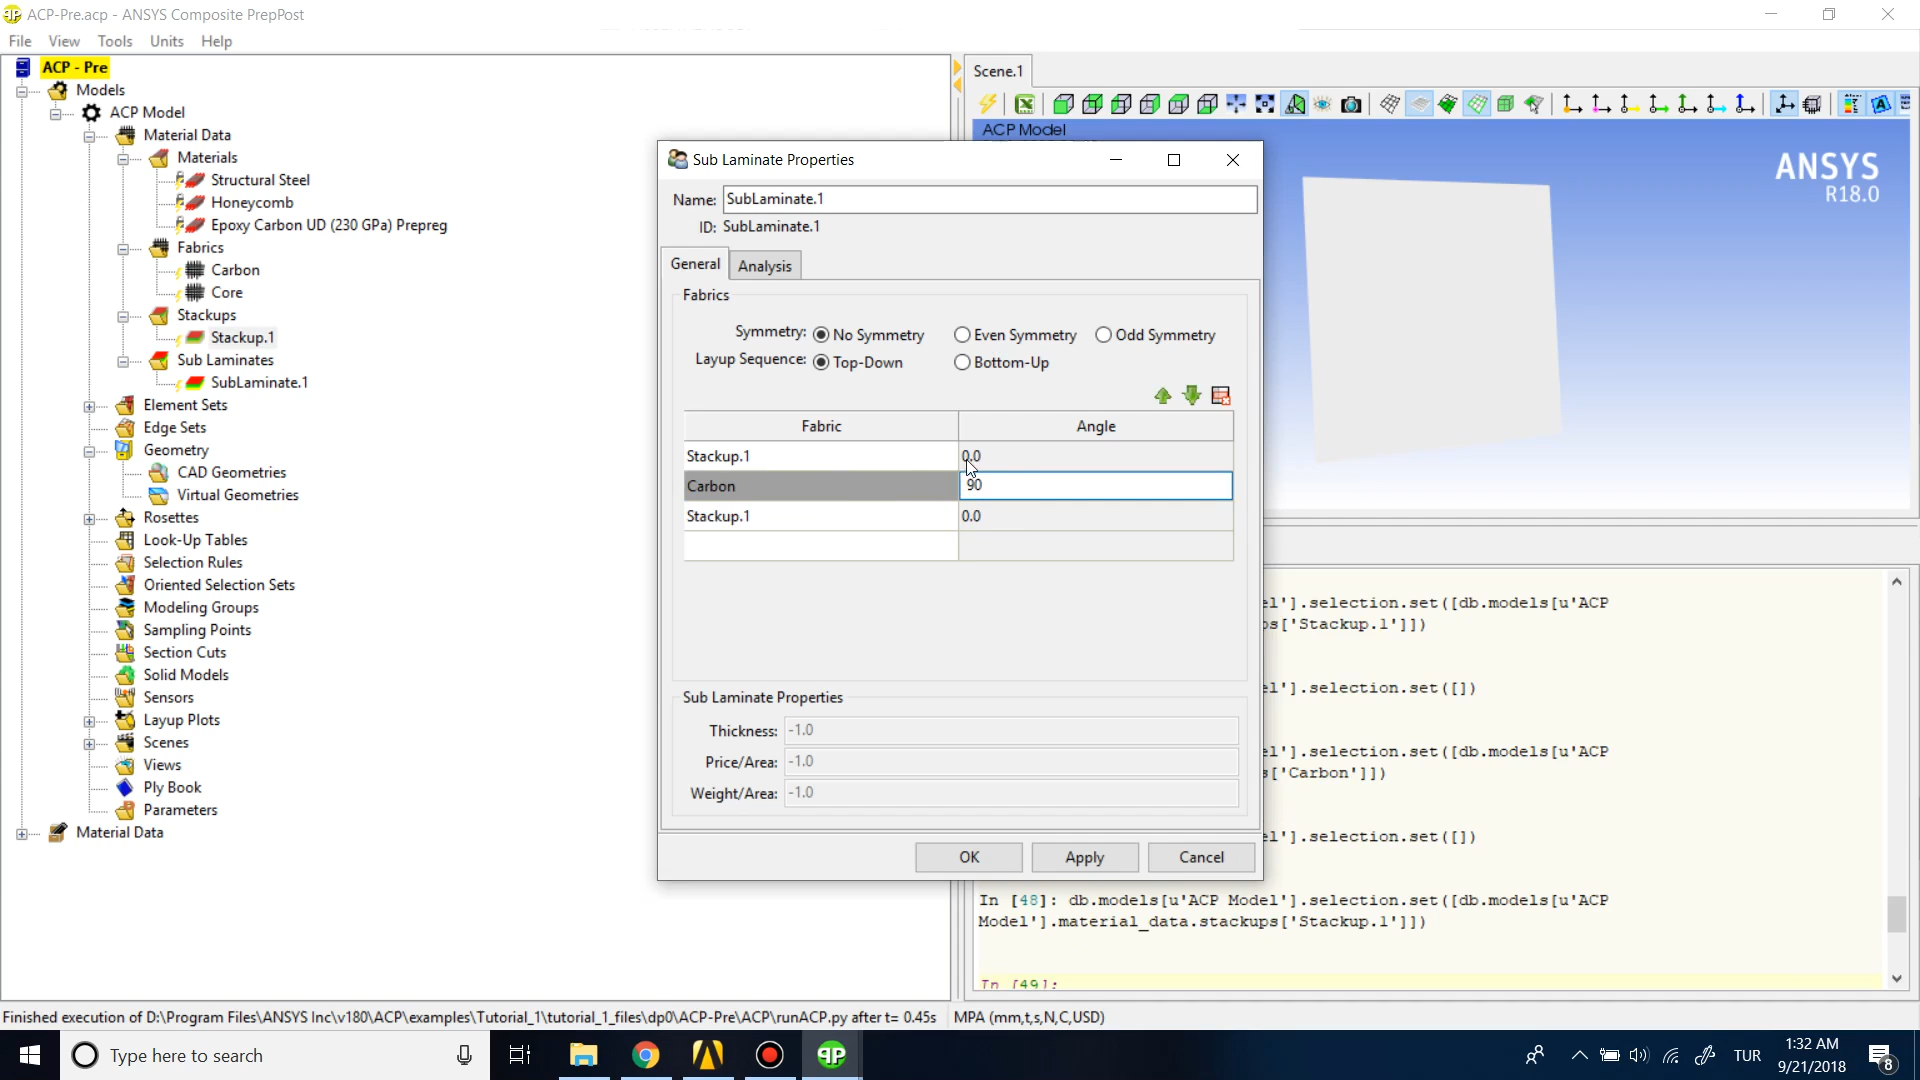 ACP-Pre.acp - ANSYS Composite PrepPost
File View Tools Units Help
ACP - Pre
Models
ACP Model
Material Data
Materials
Structural Steel
Honeycomb
Epoxy Carbon UD (230 GPa) Prepreg
Fabrics
Carbon
Core
Stackups
Stackup.1
Sub Laminates
SubLaminate.1
Element Sets
Edge Sets
Geometry
CAD Geometries
Virtual Geometries
Rosettes
Look-Up Tables
Selection Rules
Oriented Selection Sets
Modeling Groups
Sampling Points
Section Cuts
Solid Models
Sensors
Layup Plots
Scenes
Views
Ply Book
Parameters
Material Data
Scene.1
ACP Model
ANSYS
R18.0
Sub Laminate Properties
Name: SubLaminate.1
ID: SubLaminate.1
General Analysis
Fabrics
Symmetry: No Symmetry Even Symmetry Odd Symmetry
Layup Sequence: Top-Down Bottom-Up
Fabric Angle
Stackup.1 0.0
Carbon 90
Stackup.1 0.0
Sub Laminate Properties
Thickness: -1.0
Price/Area: -1.0
Weight/Area: -1.0
OK Apply Cancel
el'].selection.set([db.models[u'ACP
ps['Stackup.1']])
el'].selection.set([])
el'].selection.set([db.models[u'ACP
s['Carbon']])
el'].selection.set([])
In [48]: db.models[u'ACP Model'].selection.set([db.models[u'ACP
Model'].material_data.stackups['Stackup.1']])
In [49]:
Finished execution of D:\Program Files\ANSYS Inc\v180\ACP\examples\Tutorial_1\tutorial_1_files\dp0\ACP-Pre\ACP\runACP.py after t= 0.45s MPA (mm,t,s,N,C,USD)
Type here to search
TUR
1:32 AM
9/21/2018
8